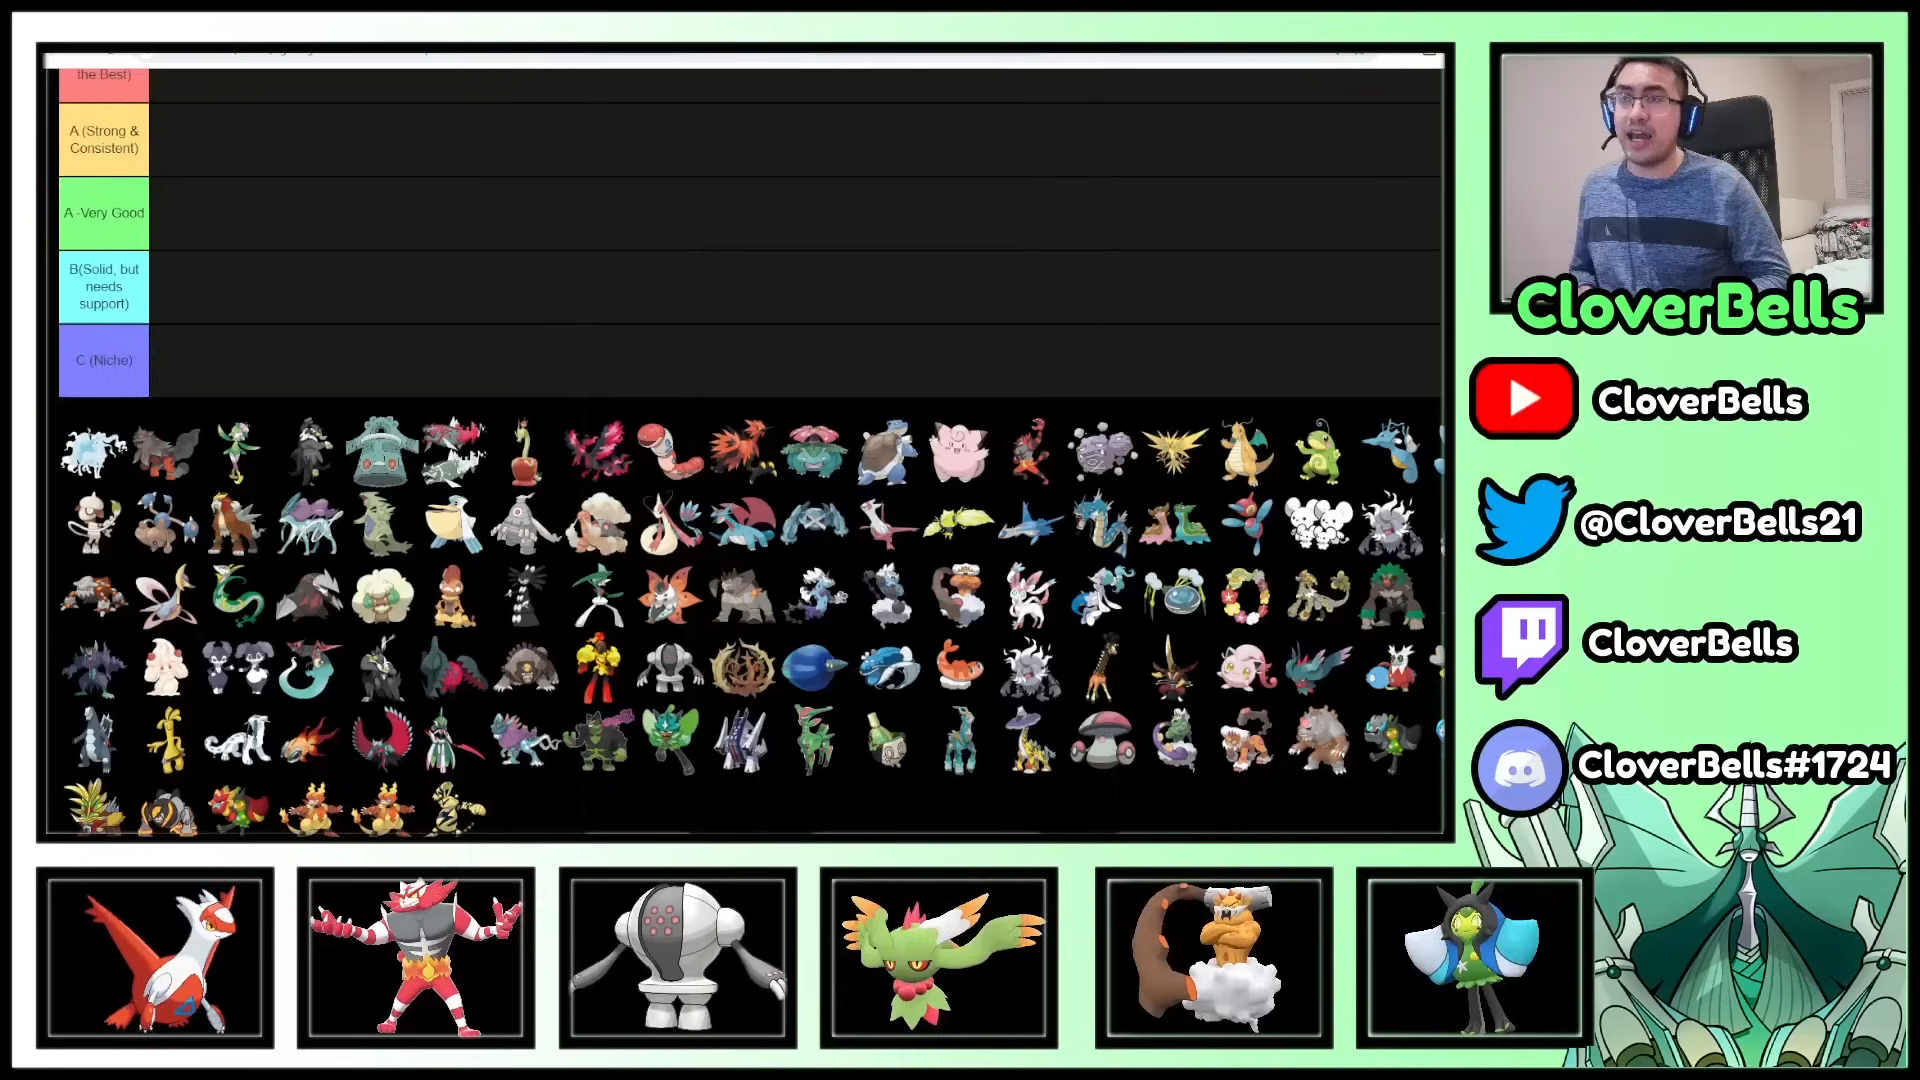 the Best)
A (Strong &
Consistent)
A -Very Good
B(Solid, but
needs
support)
C (Niche)
CloverBells
CloverBells
@CloverBells21
CloverBells
CloverBells#1724